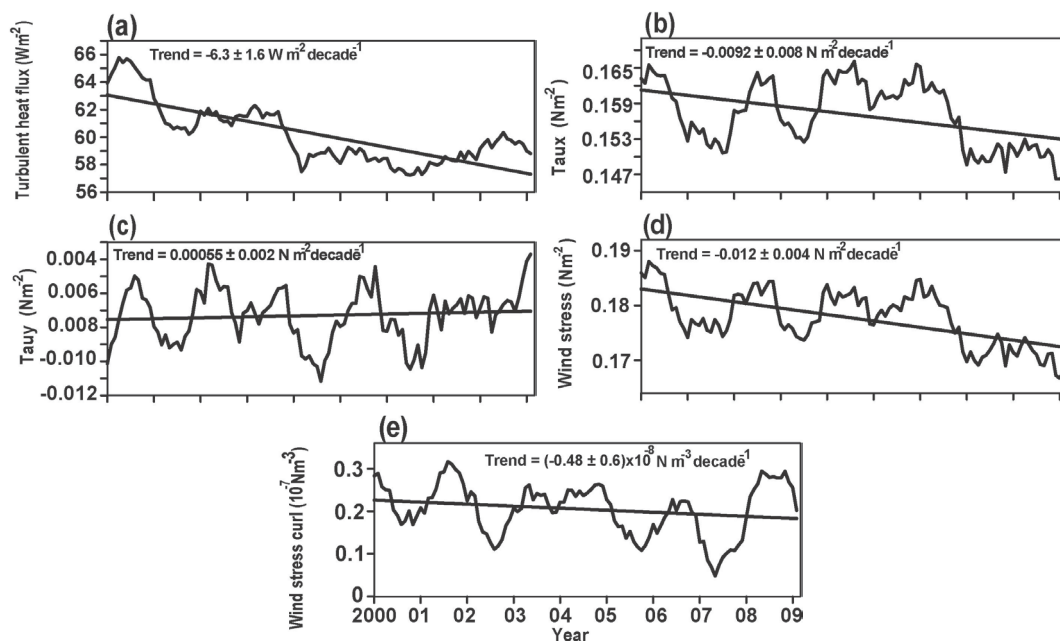 (a)
Trend = -6.3 ± 1.6 W m⁻² decade⁻¹
Turbulent heat flux (Wm⁻²)
66
64
62
60
58
56
(b)
Trend = -0.0092 ± 0.008 N m⁻² decade⁻¹
Taux (Nm⁻²)
0.165
0.159
0.153
0.147
(c)
Trend = 0.00055 ± 0.002 N m⁻² decade⁻¹
Tauy (Nm⁻²)
0.004
0.006
0.008
-0.010
-0.012
(d)
Trend = -0.012 ± 0.004 N m⁻² decade⁻¹
Wind stress (Nm⁻²)
0.19
0.18
0.17
(e)
Trend = (-0.48 ± 0.6)x10⁻⁸ N m⁻³ decade⁻¹
Wind stress curl (10⁻⁷ Nm⁻³)
0.3
0.2
0.1
0
2000 01 02 03 04 05 06 07 08 09
Year